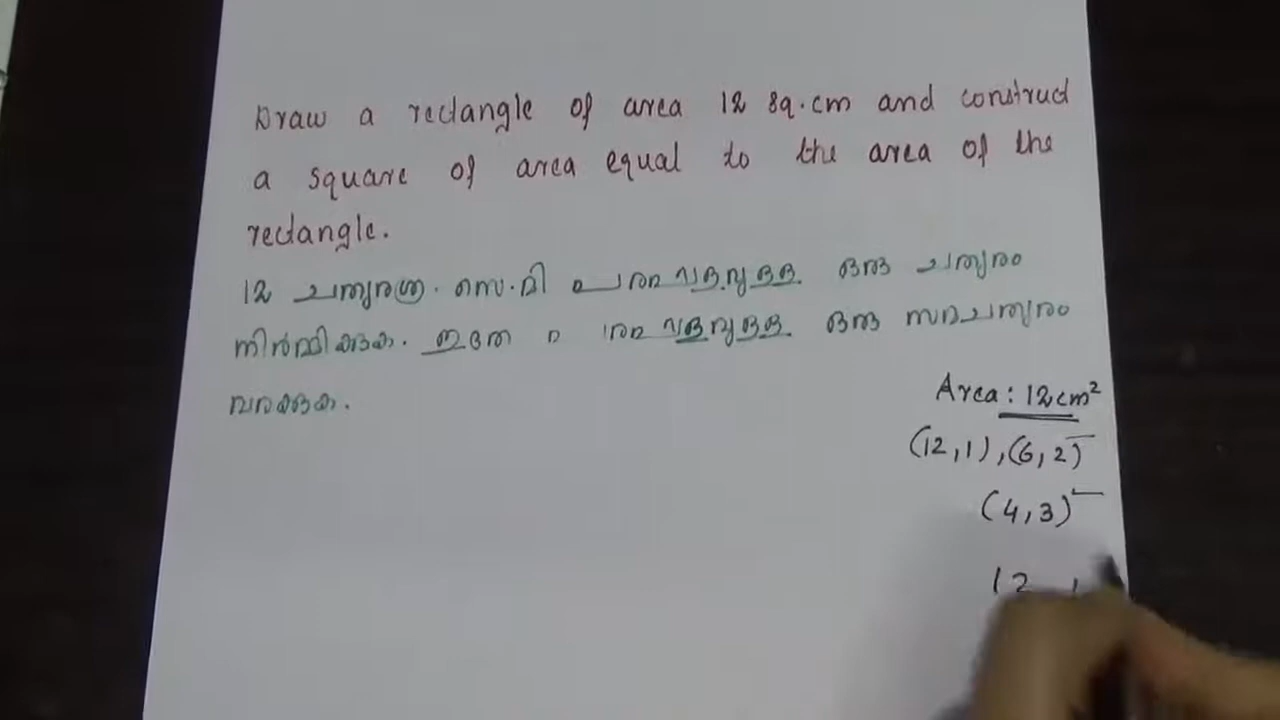 Draw a rectangle of area 12 sq.cm and construct
a square of area equal to the area of the
rectangle.
12 ചതുരശ്ര. സെ.മി പരപ്പളവുള്ള ഒരു ചതുരം
നിർമ്മിക്കുക. ഇതേ പരപ്പളവുള്ള ഒരു സമചതുരം
വരക്കുക.
Area : 12cm²
(12,1),(6,2)
(4,3)
12